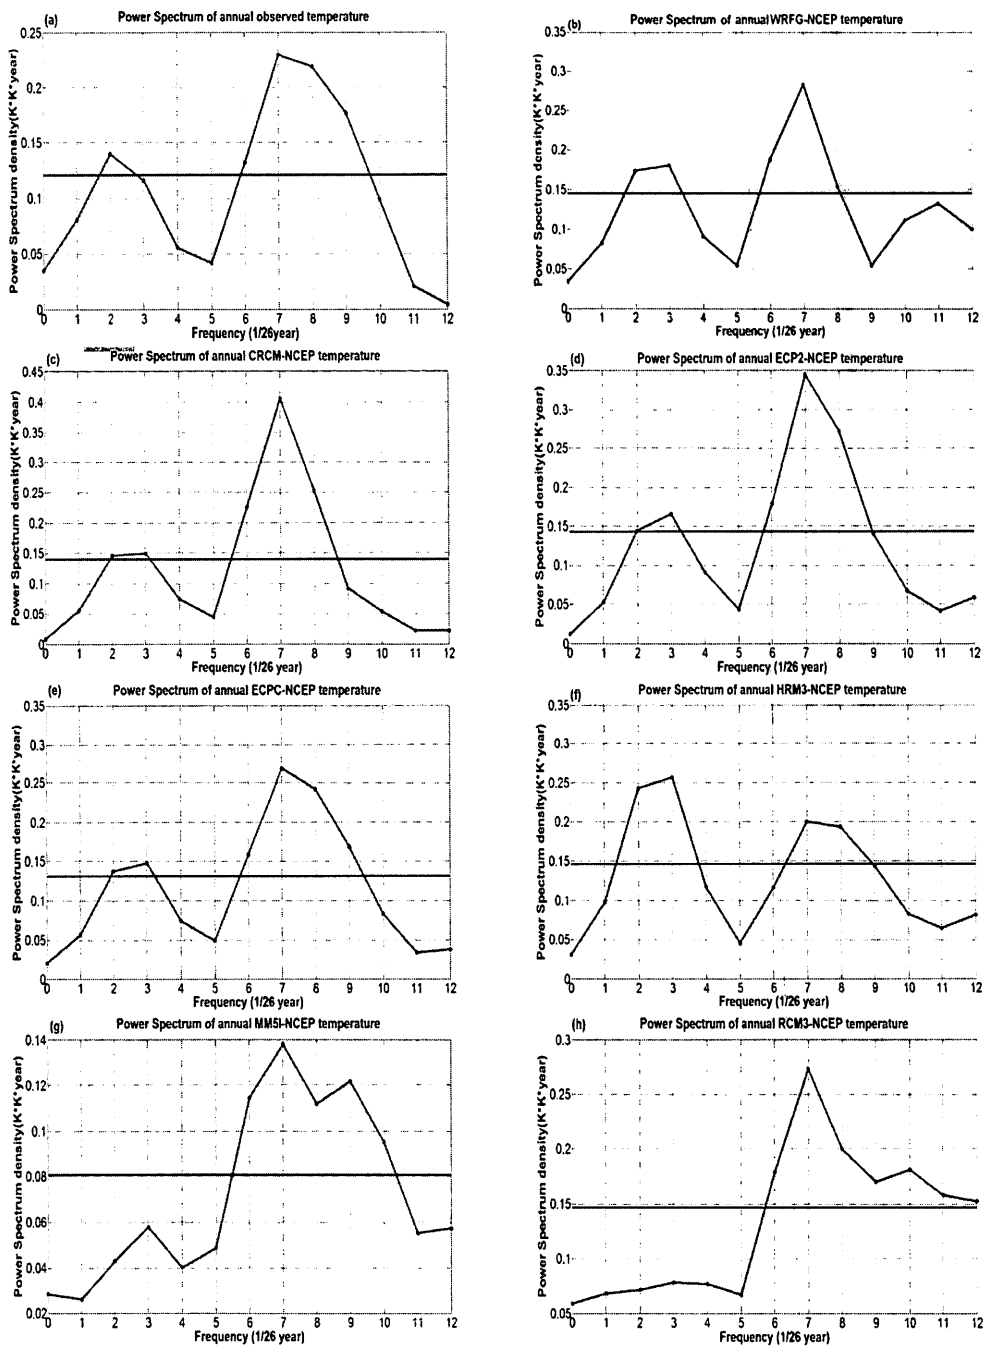 (a) Power Spectrum of annual observed temperature
Power Spectrum density(K*K*year)
0.25
0.2
0.15
0.1
0.05
0
0 1 2 3 4 5 6 7 8 9 10 11 12
Frequency (1/26year)
(b) Power Spectrum of annual WRFG-NCEP temperature
Power Spectrum density(K*K*year)
0.35
0.3
0.25
0.2
0.15
0.1
0.05
0
0 1 2 3 4 5 6 7 8 9 10 11 12
Frequency (1/26 year)
(c) Power Spectrum of annual CRCM-NCEP temperature
Power Spectrum density(K*K*year)
0.45
0.4
0.35
0.3
0.25
0.2
0.15
0.1
0.05
0
0 1 2 3 4 5 6 7 8 9 10 11 12
Frequency (1/26 year)
(d) Power Spectrum of annual ECP2-NCEP temperature
Power Spectrum density(K*K*year)
0.35
0.3
0.25
0.2
0.15
0.1
0.05
0
0 1 2 3 4 5 6 7 8 9 10 11 12
Frequency (1/26 year)
(e) Power Spectrum of annual ECPC-NCEP temperature
Power Spectrum density(K*K*year)
0.35
0.3
0.25
0.2
0.15
0.1
0.05
0
0 1 2 3 4 5 6 7 8 9 10 11 12
Frequency (1/26 year)
(f) Power Spectrum of annual HRM3-NCEP temperature
Power Spectrum density(K*K*year)
0.35
0.3
0.25
0.2
0.15
0.1
0.05
0
0 1 2 3 4 5 6 7 8 9 10 11 12
Frequency (1/26 year)
(g) Power Spectrum of annual MM5I-NCEP temperature
Power Spectrum density(K*K*year)
0.14
0.12
0.1
0.08
0.06
0.04
0.02
0 1 2 3 4 5 6 7 8 9 10 11 12
Frequency (1/26 year)
(h) Power Spectrum of annual RCM3-NCEP temperature
Power Spectrum density(K*K*year)
0.3
0.25
0.2
0.15
0.1
0.05
0 1 2 3 4 5 6 7 8 9 10 11 12
Frequency (1/26 year)